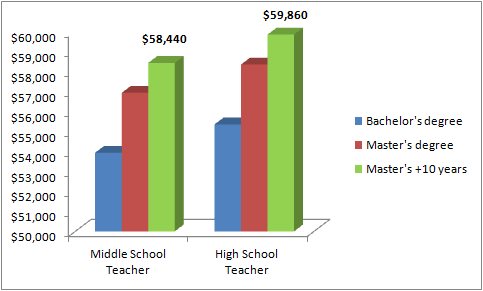 $59,860
$58,440
$60,000
$59,000
$58,000
$57,000
$56,000
$55,000
$54,000
$53,000
$52,000
$51,000
$50,000
Bachelor's degree
Master's degree
Master's +10 years
Middle School
Teacher
High School
Teacher